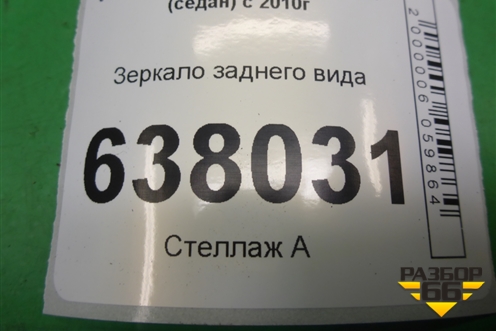 (седан) с 2010г
Зеркало заднего вида
638031
Стеллаж А
2000006059864
РАЗБОР
66